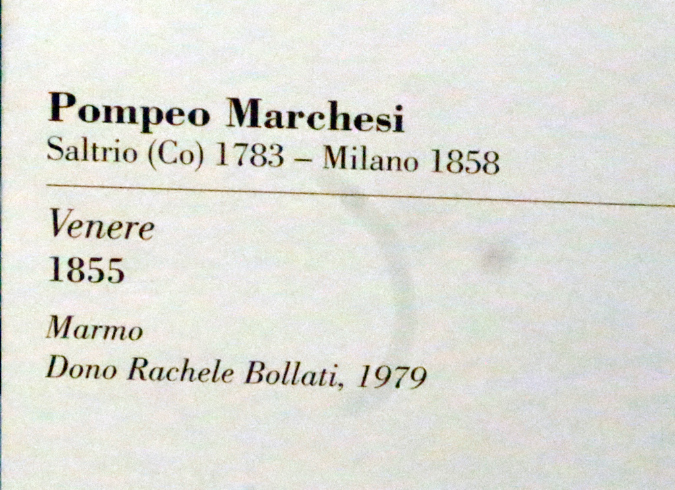 Pompeo Marchesi
Saltrio (Co) 1783 – Milano 1858
Venere
1855
Marmo
Dono Rachele Bollati, 1979